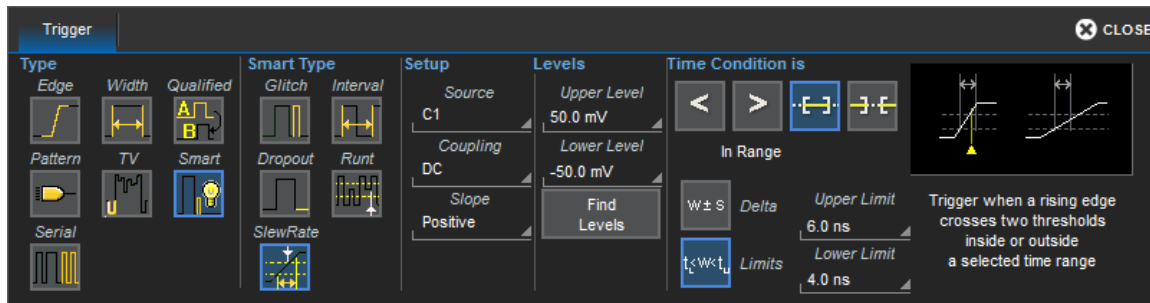 Trigger
CLOSE
Type
Edge
Width
Qualified
A
B
Pattern
TV
Smart
U
Serial
Smart Type
Glitch
Interval
Dropout
Runt
SlewRate
Setup
Source
C1
Coupling
DC
Slope
Positive
Levels
Upper Level
50.0 mV
Lower Level
-50.0 mV
Find
Levels
Time Condition is
< >
In Range
W±S
Delta
tL<W<tu
Limits
Upper Limit
6.0 ns
Lower Limit
4.0 ns
Trigger when a rising edge
crosses two thresholds
inside or outside
a selected time range